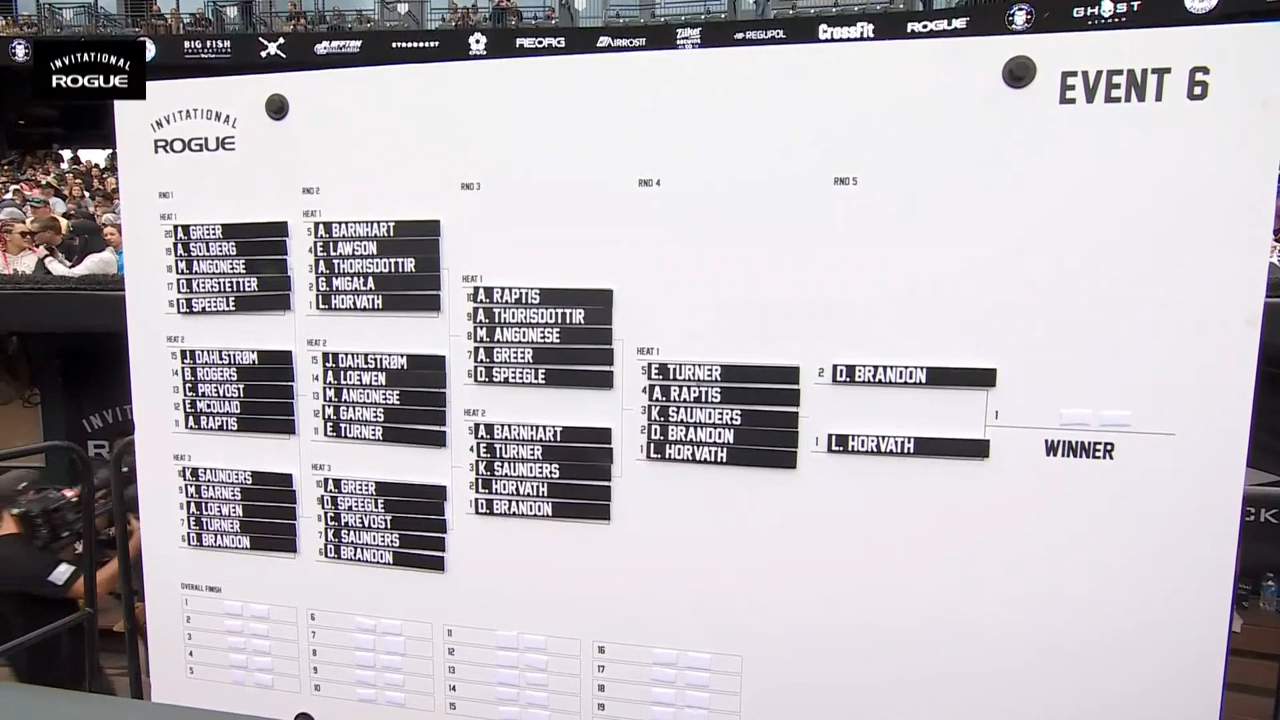 BIG FISH
FOUNDATION
STRONGEST
REORG
AIRROSTI
Zilker
BREWING
REGUPOL
CrossFit
ROGUE
GHOST
STRONG
INVITATIONAL
ROGUE
EVENT 6
INVITATIONAL
ROGUE
RND 1
RND 2
RND 3
RND 4
RND 5
HEAT 1
20 A. GREER
19 A. SOLBERG
18 M. ANGONESE
17 D. KERSTETTER
16 D. SPEEGLE
HEAT 2
15 J. DAHLSTRØM
14 B. ROGERS
13 C. PREVOST
12 E. MCQUAID
11 A. RAPTIS
HEAT 3
10 K. SAUNDERS
9 M. GARNES
8 A. LOEWEN
7 E. TURNER
6 D. BRANDON
HEAT 1
5 A. BARNHART
4 E. LAWSON
3 A. THORISDOTTIR
2 G. MIGAŁA
1 L. HORVATH
HEAT 2
15 J. DAHLSTRØM
14 A. LOEWEN
13 M. ANGONESE
12 M. GARNES
11 E. TURNER
HEAT 3
10 A. GREER
9 D. SPEEGLE
8 C. PREVOST
7 K. SAUNDERS
6 D. BRANDON
HEAT 1
10 A. RAPTIS
9 A. THORISDOTTIR
8 M. ANGONESE
7 A. GREER
6 D. SPEEGLE
HEAT 2
5 A. BARNHART
4 E. TURNER
3 K. SAUNDERS
2 L. HORVATH
1 D. BRANDON
HEAT 1
5 E. TURNER
4 A. RAPTIS
3 K. SAUNDERS
2 D. BRANDON
1 L. HORVATH
2 D. BRANDON
1 L. HORVATH
1
WINNER
OVERALL FINISH
1
2
3
4
5
6
7
8
9
10
11
12
13
14
15
16
17
18
19
INVIT